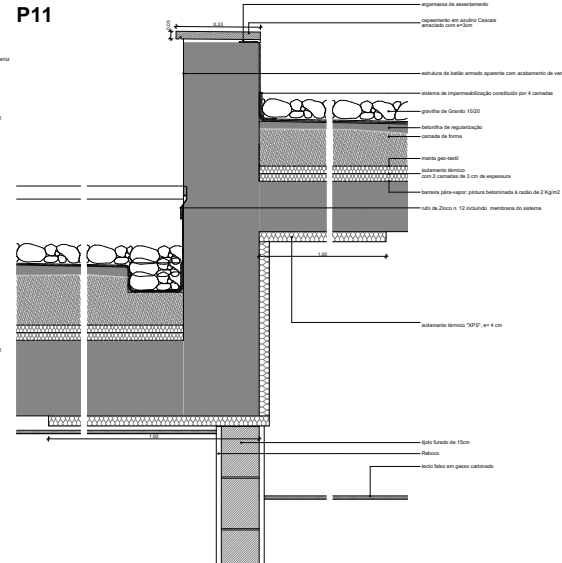 P11
0.03
0.33
argamassa de assentamento
capeamento em azulino Cascais
amaciado com e=3cm
estrutura de betão armado aparente com acabamento de ver
sistema de impermeabilização constituído por 4 camadas
gravilha de Granito 10/20
betonilha de regularização
camada de forma
manta geo-textil
isolamento térmico
com 2 camadas de 3 cm de espessura
barreira pára-vapor: pintura betominada à razão de 2 Kg/m2
rufo de Zinco n. 12 incluindo membrana do sistema
1.00
isolamento térmico "XPS", e= 4 cm
1.00
tijolo furado de 15cm
Reboco
tecto falso em gesso cartonado